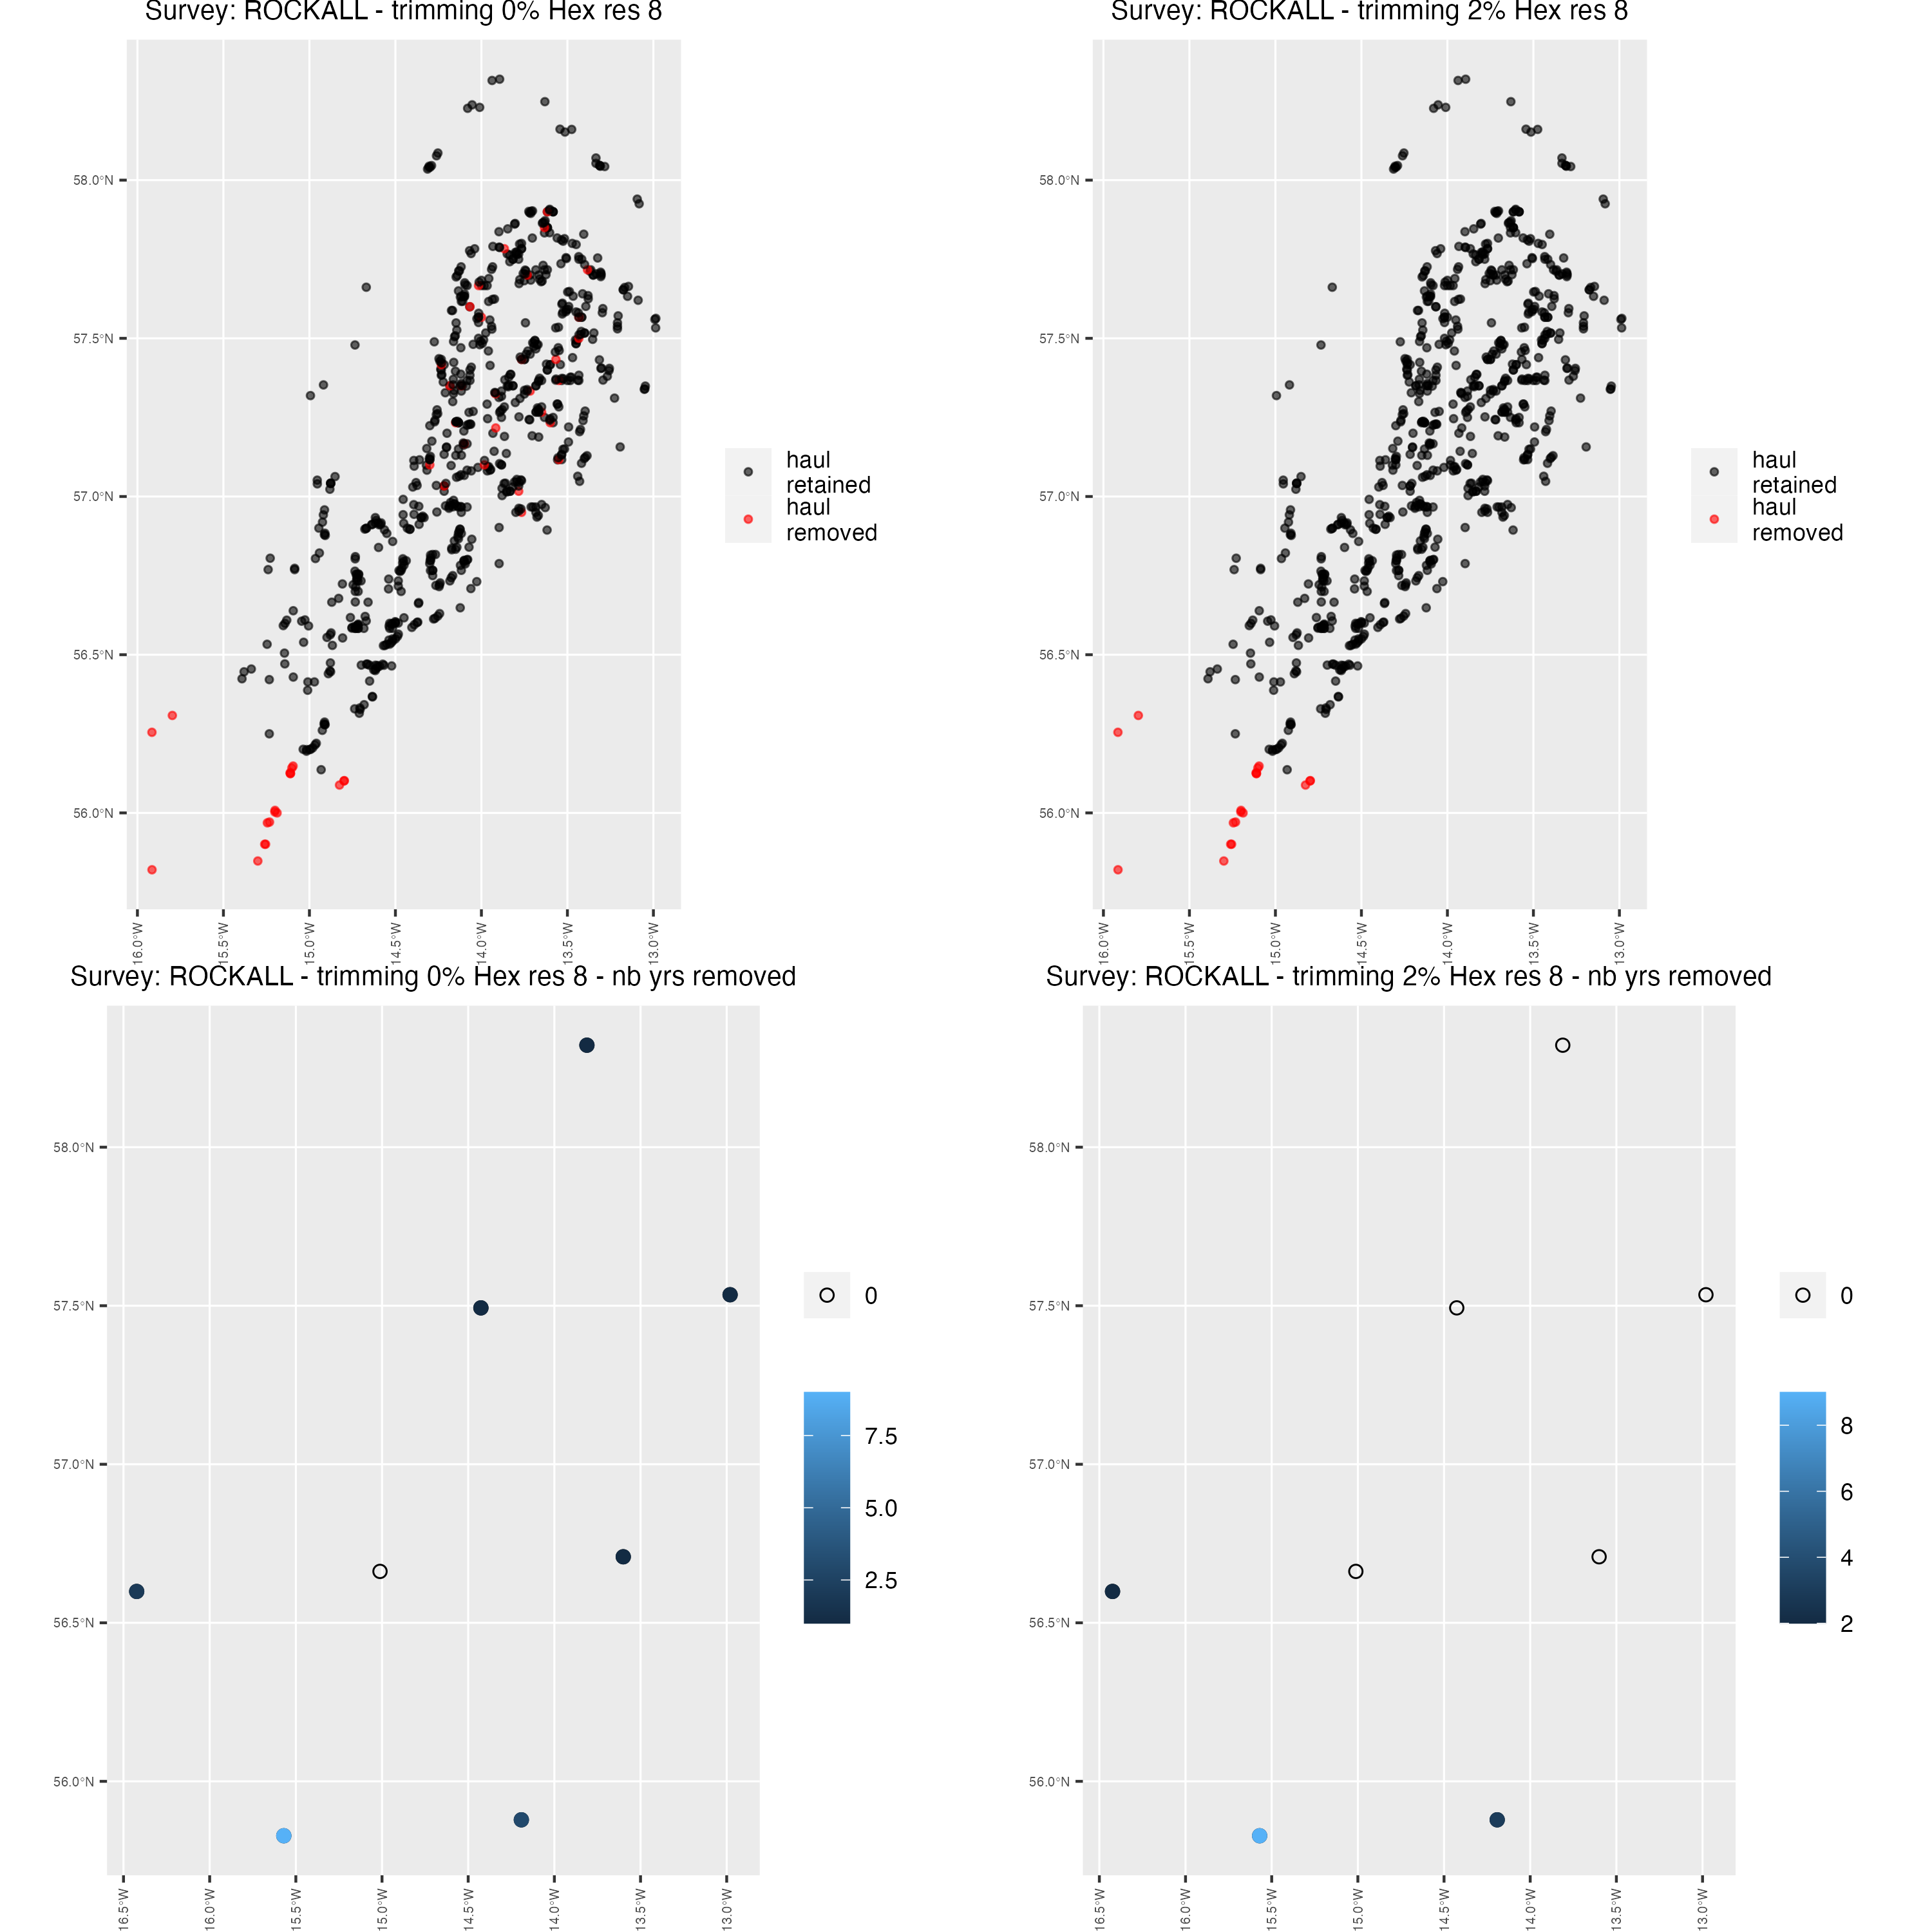 Survey: ROCKALL - trimming 0% Hex res 8
58.0°N
57.5°N
57.0°N
56.5°N
56.0°N
16.0°W
15.5°W
15.0°W
14.5°W
14.0°W
13.5°W
13.0°W
haul
retained
haul
removed
Survey: ROCKALL - trimming 2% Hex res 8
58.0°N
57.5°N
57.0°N
56.5°N
56.0°N
16.0°W
15.5°W
15.0°W
14.5°W
14.0°W
13.5°W
13.0°W
haul
retained
haul
removed
Survey: ROCKALL - trimming 0% Hex res 8 - nb yrs removed
58.0°N
57.5°N
57.0°N
56.5°N
56.0°N
16.5°W
16.0°W
15.5°W
15.0°W
14.5°W
14.0°W
13.5°W
13.0°W
0
7.5
5.0
2.5
Survey: ROCKALL - trimming 2% Hex res 8 - nb yrs removed
58.0°N
57.5°N
57.0°N
56.5°N
56.0°N
16.5°W
16.0°W
15.5°W
15.0°W
14.5°W
14.0°W
13.5°W
13.0°W
0
8
6
4
2